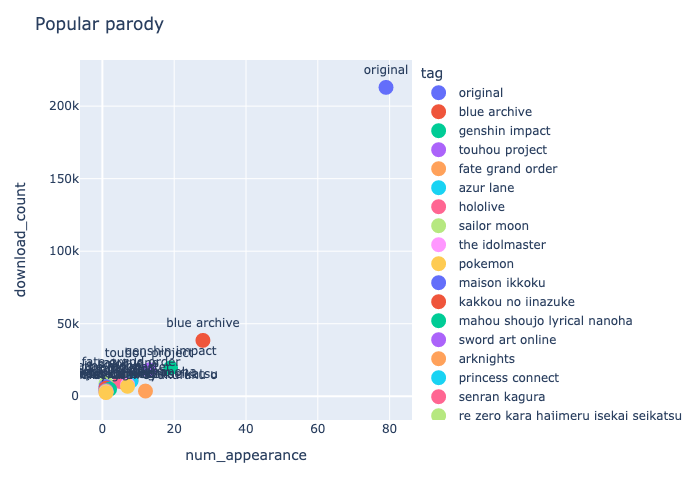 Popular parody
original
blue archive
touhou project
genshin impact
fate grand order
200k
150k
100k
50k
0
download_count
0
20
40
60
80
num_appearance
tag
original
blue archive
genshin impact
touhou project
fate grand order
azur lane
hololive
sailor moon
the idolmaster
pokemon
maison ikkoku
kakkou no iinazuke
mahou shoujo lyrical nanoha
sword art online
arknights
princess connect
senran kagura
re zero kara hajimeru isekai seikatsu